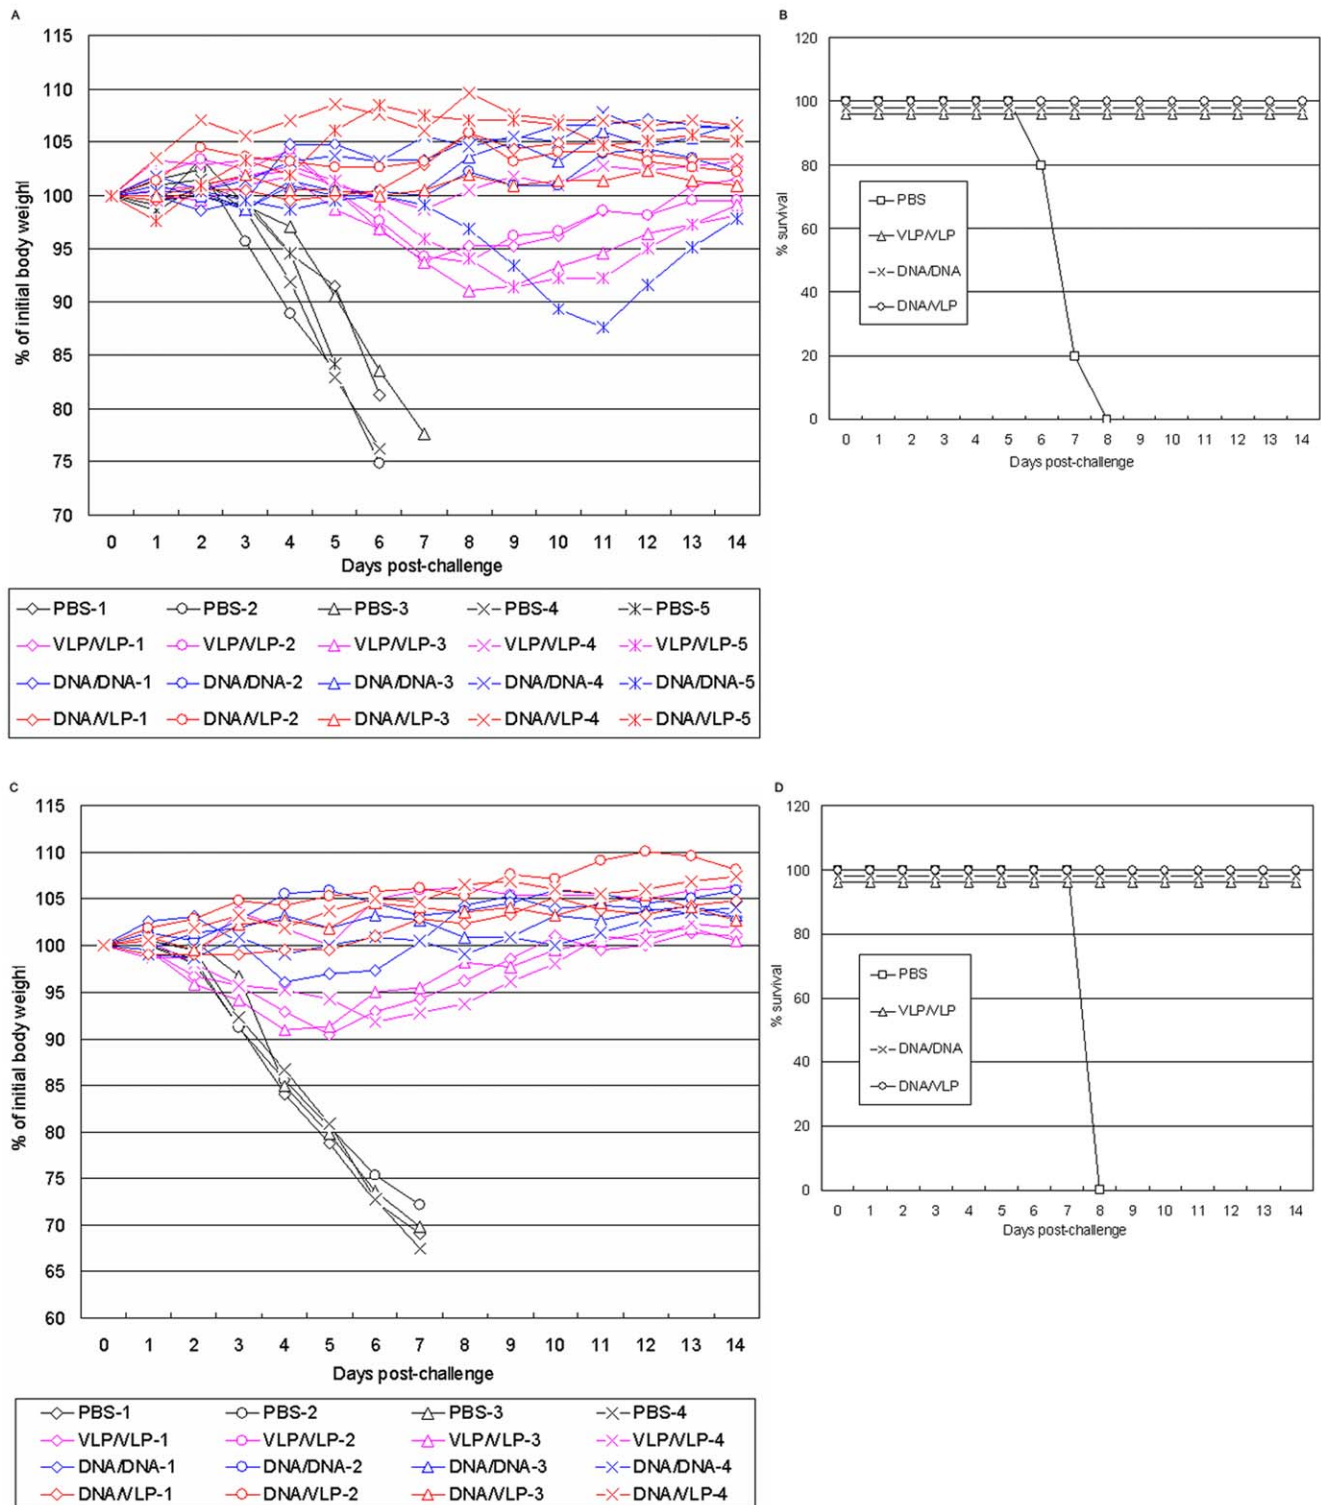 A
115
110
105
100
95
90
85
80
75
70
% of initial body weight
0 1 2 3 4 5 6 7 8 9 10 11 12 13 14
Days post-challenge
PBS-1 PBS-2 PBS-3 PBS-4 PBS-5
VLP/VLP-1 VLP/VLP-2 VLP/VLP-3 VLP/VLP-4 VLP/VLP-5
DNA/DNA-1 DNA/DNA-2 DNA/DNA-3 DNA/DNA-4 DNA/DNA-5
DNA/VLP-1 DNA/VLP-2 DNA/VLP-3 DNA/VLP-4 DNA/VLP-5
B
120
100
80
60
40
20
0
% survival
PBS
VLP/VLP
DNA/DNA
DNA/VLP
0 1 2 3 4 5 6 7 8 9 10 11 12 13 14
Days post-challenge
C
115
110
105
100
95
90
85
80
75
70
65
60
% of initial body weight
0 1 2 3 4 5 6 7 8 9 10 11 12 13 14
Days post-challenge
PBS-1 PBS-2 PBS-3 PBS-4
VLP/VLP-1 VLP/VLP-2 VLP/VLP-3 VLP/VLP-4
DNA/DNA-1 DNA/DNA-2 DNA/DNA-3 DNA/DNA-4
DNA/VLP-1 DNA/VLP-2 DNA/VLP-3 DNA/VLP-4
D
120
100
80
60
40
20
0
% survival
PBS
VLP/VLP
DNA/DNA
DNA/VLP
0 1 2 3 4 5 6 7 8 9 10 11 12 13 14
Days post-challenge